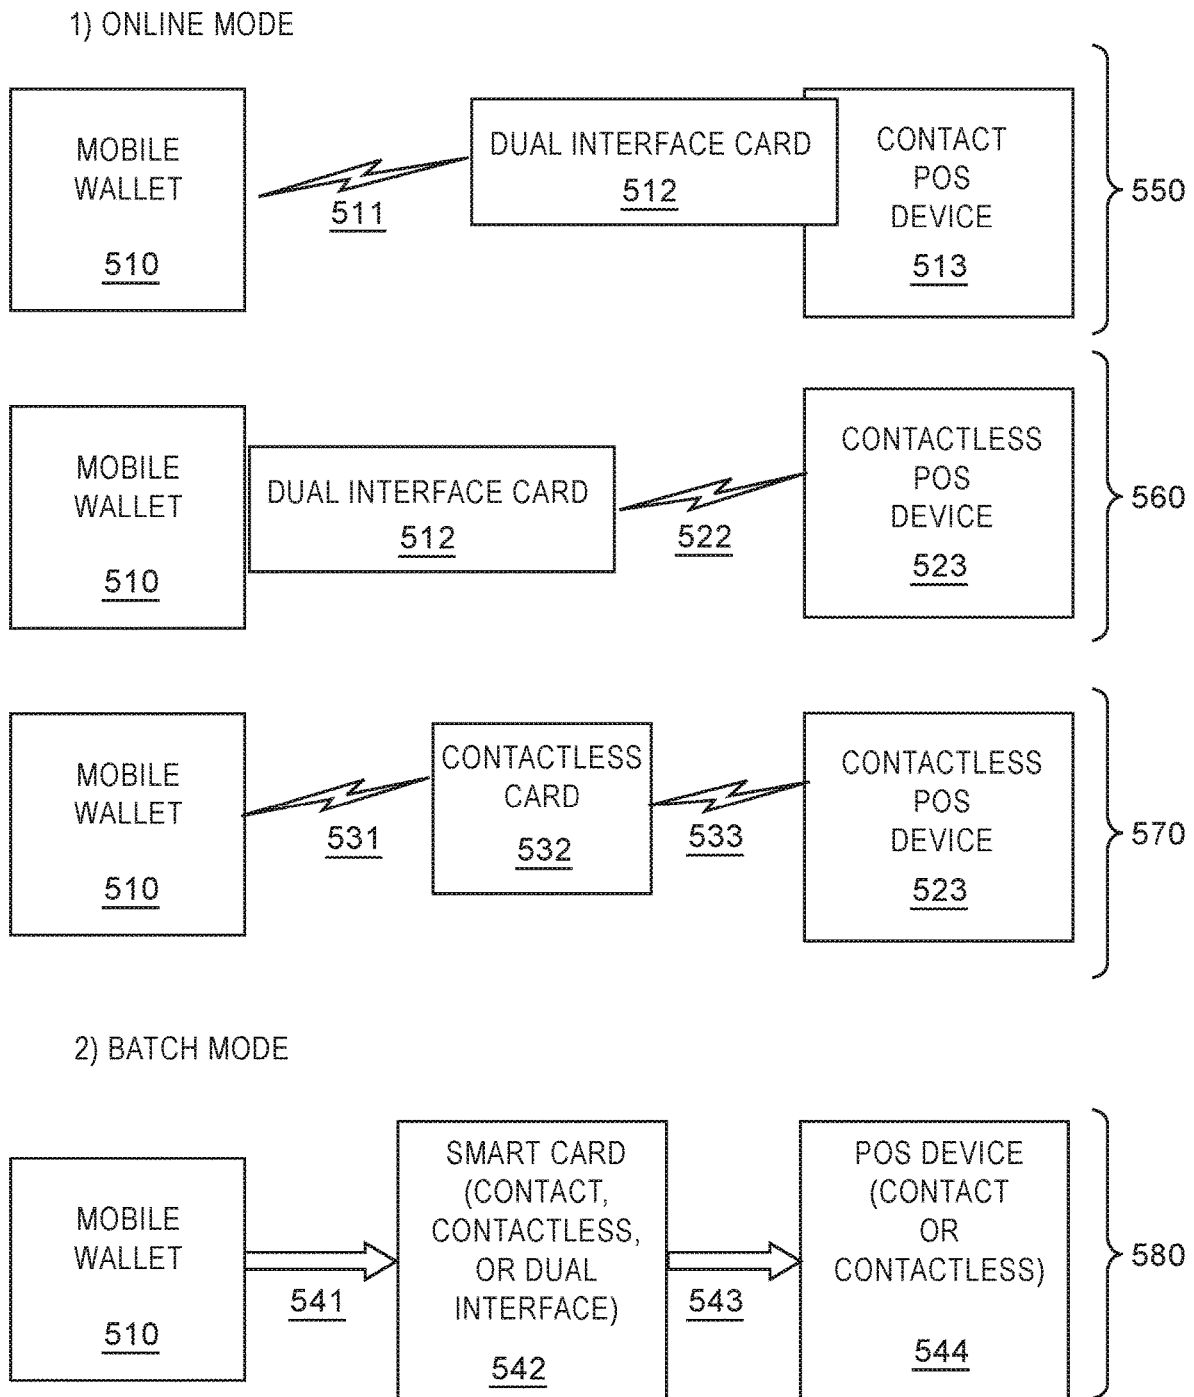 1) ONLINE MODE
MOBILE
WALLET
510
511
DUAL INTERFACE CARD
512
CONTACT
POS
DEVICE
513
550
MOBILE
WALLET
510
DUAL INTERFACE CARD
512
522
CONTACTLESS
POS
DEVICE
523
560
MOBILE
WALLET
510
531
CONTACTLESS
CARD
532
533
CONTACTLESS
POS
DEVICE
523
570
2) BATCH MODE
MOBILE
WALLET
510
541
SMART CARD
(CONTACT,
CONTACTLESS,
OR DUAL
INTERFACE)
542
543
POS DEVICE
(CONTACT
OR
CONTACTLESS)
544
580